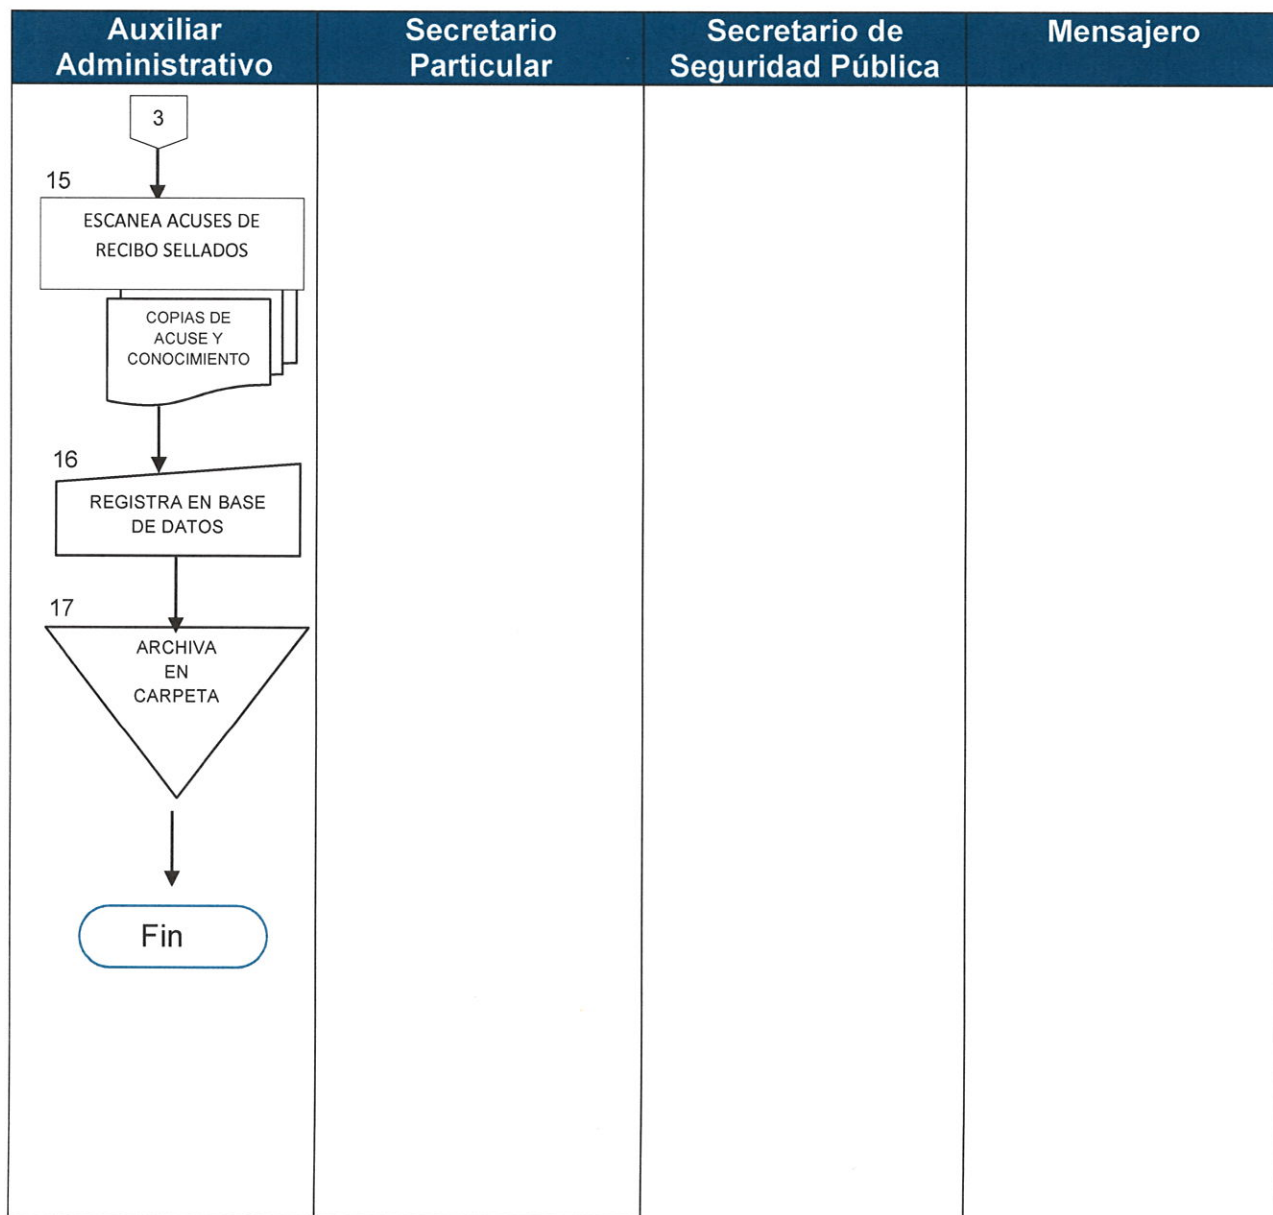 Auxiliar
Administrativo
Secretario
Particular
Secretario de
Seguridad Pública
Mensajero
3
15
ESCANEA ACUSES DE
RECIBO SELLADOS
COPIAS DE
ACUSE Y
CONOCIMIENTO
16
REGISTRA EN BASE
DE DATOS
17
ARCHIVA
EN
CARPETA
Fin